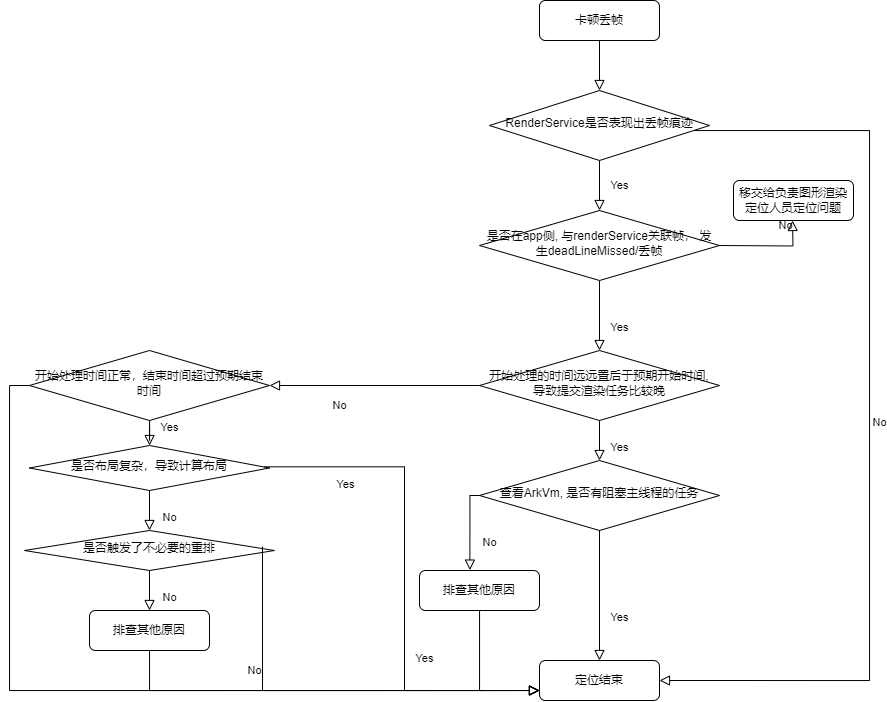 卡顿丢帧
RenderService是否表现出丢帧痕迹
Yes
移交给负责图形渲染
定位人员定位问题
No
是否在app侧, 与renderService关联帧， 发
生deadLineMissed/丢帧
Yes
开始处理时间正常，结束时间超过预期结束
时间
开始处理的时间远远置后于预期开始时间,
导致提交渲染任务比较晚
No
No
Yes
Yes
是否布局复杂，导致计算布局
Yes
查看ArkVm, 是否有阻塞主线程的任务
No
No
是否触发了不必要的重排
No
排查其他原因
排查其他原因
Yes
Yes
No
定位结束